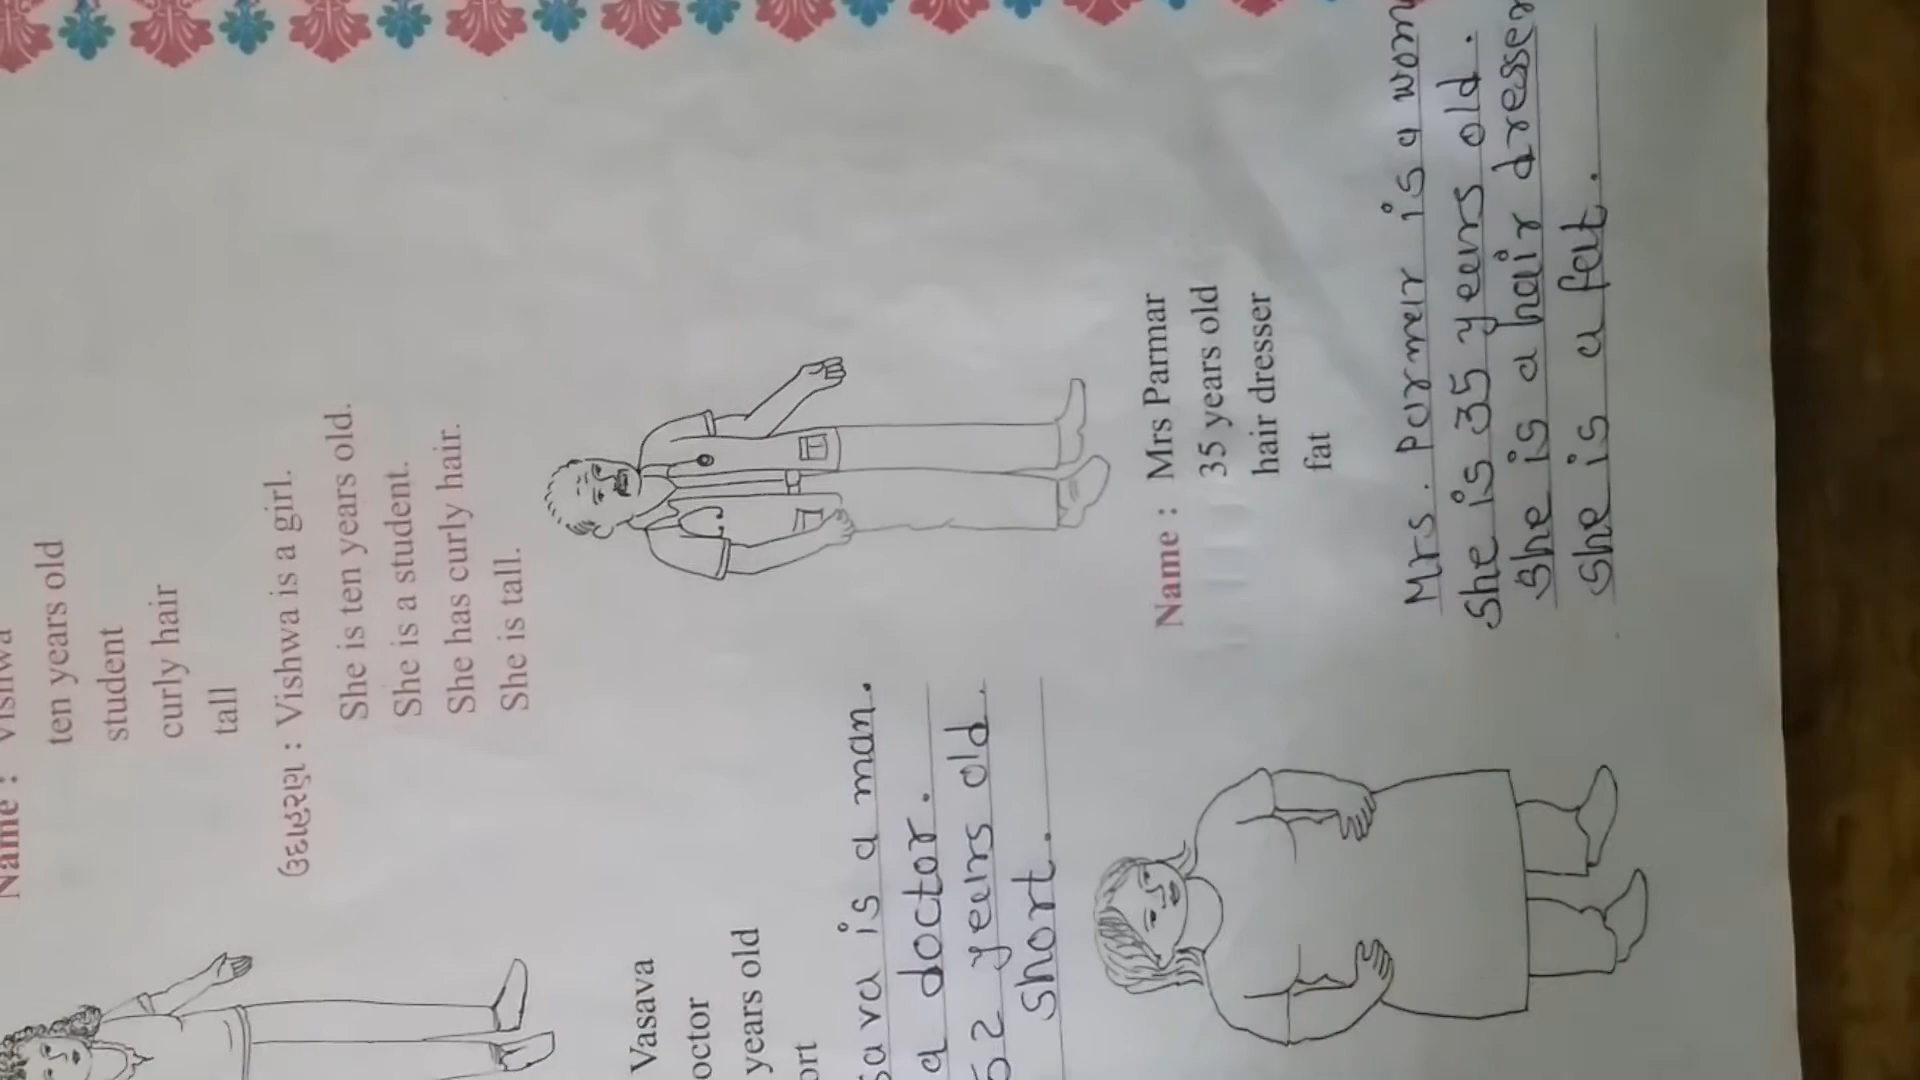 Name : Vishwa
ten years old
student
curly hair
tall
ઉદાહરણ : Vishwa is a girl.
She is ten years old.
She is a student.
She has curly hair.
She is tall.
Vasava
octor
years old
ort
sava is a man.
a doctor.
52 years old.
short.
Name : Mrs Parmar
35 years old
hair dresser
fat
Mrs. Parmar is a wom
She is 35 years old.
She is a hair dresser
She is a fat.